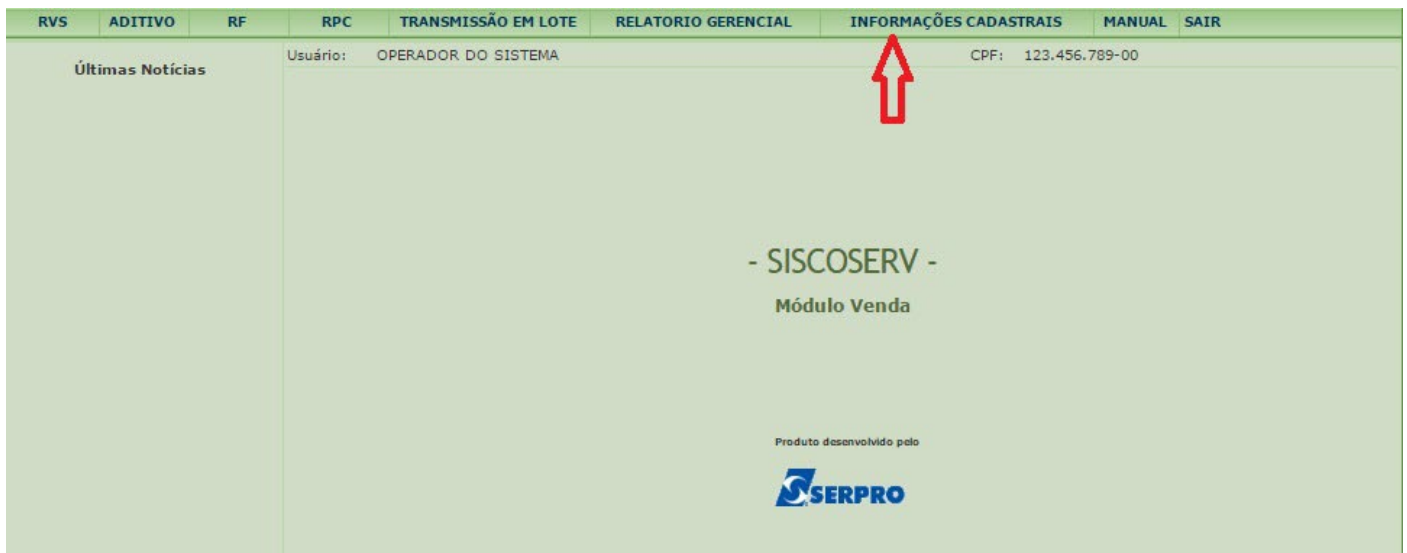 RVS ADITIVO RF RPC TRANSMISSÃO EM LOTE RELATORIO GERENCIAL INFORMAÇÕES CADASTRAIS MANUAL SAIR
Últimas Notícias
Usuário: OPERADOR DO SISTEMA CPF: 123.456.789-00
- SISCOSERV -
Módulo Venda
Produto desenvolvido pelo
SERPRO